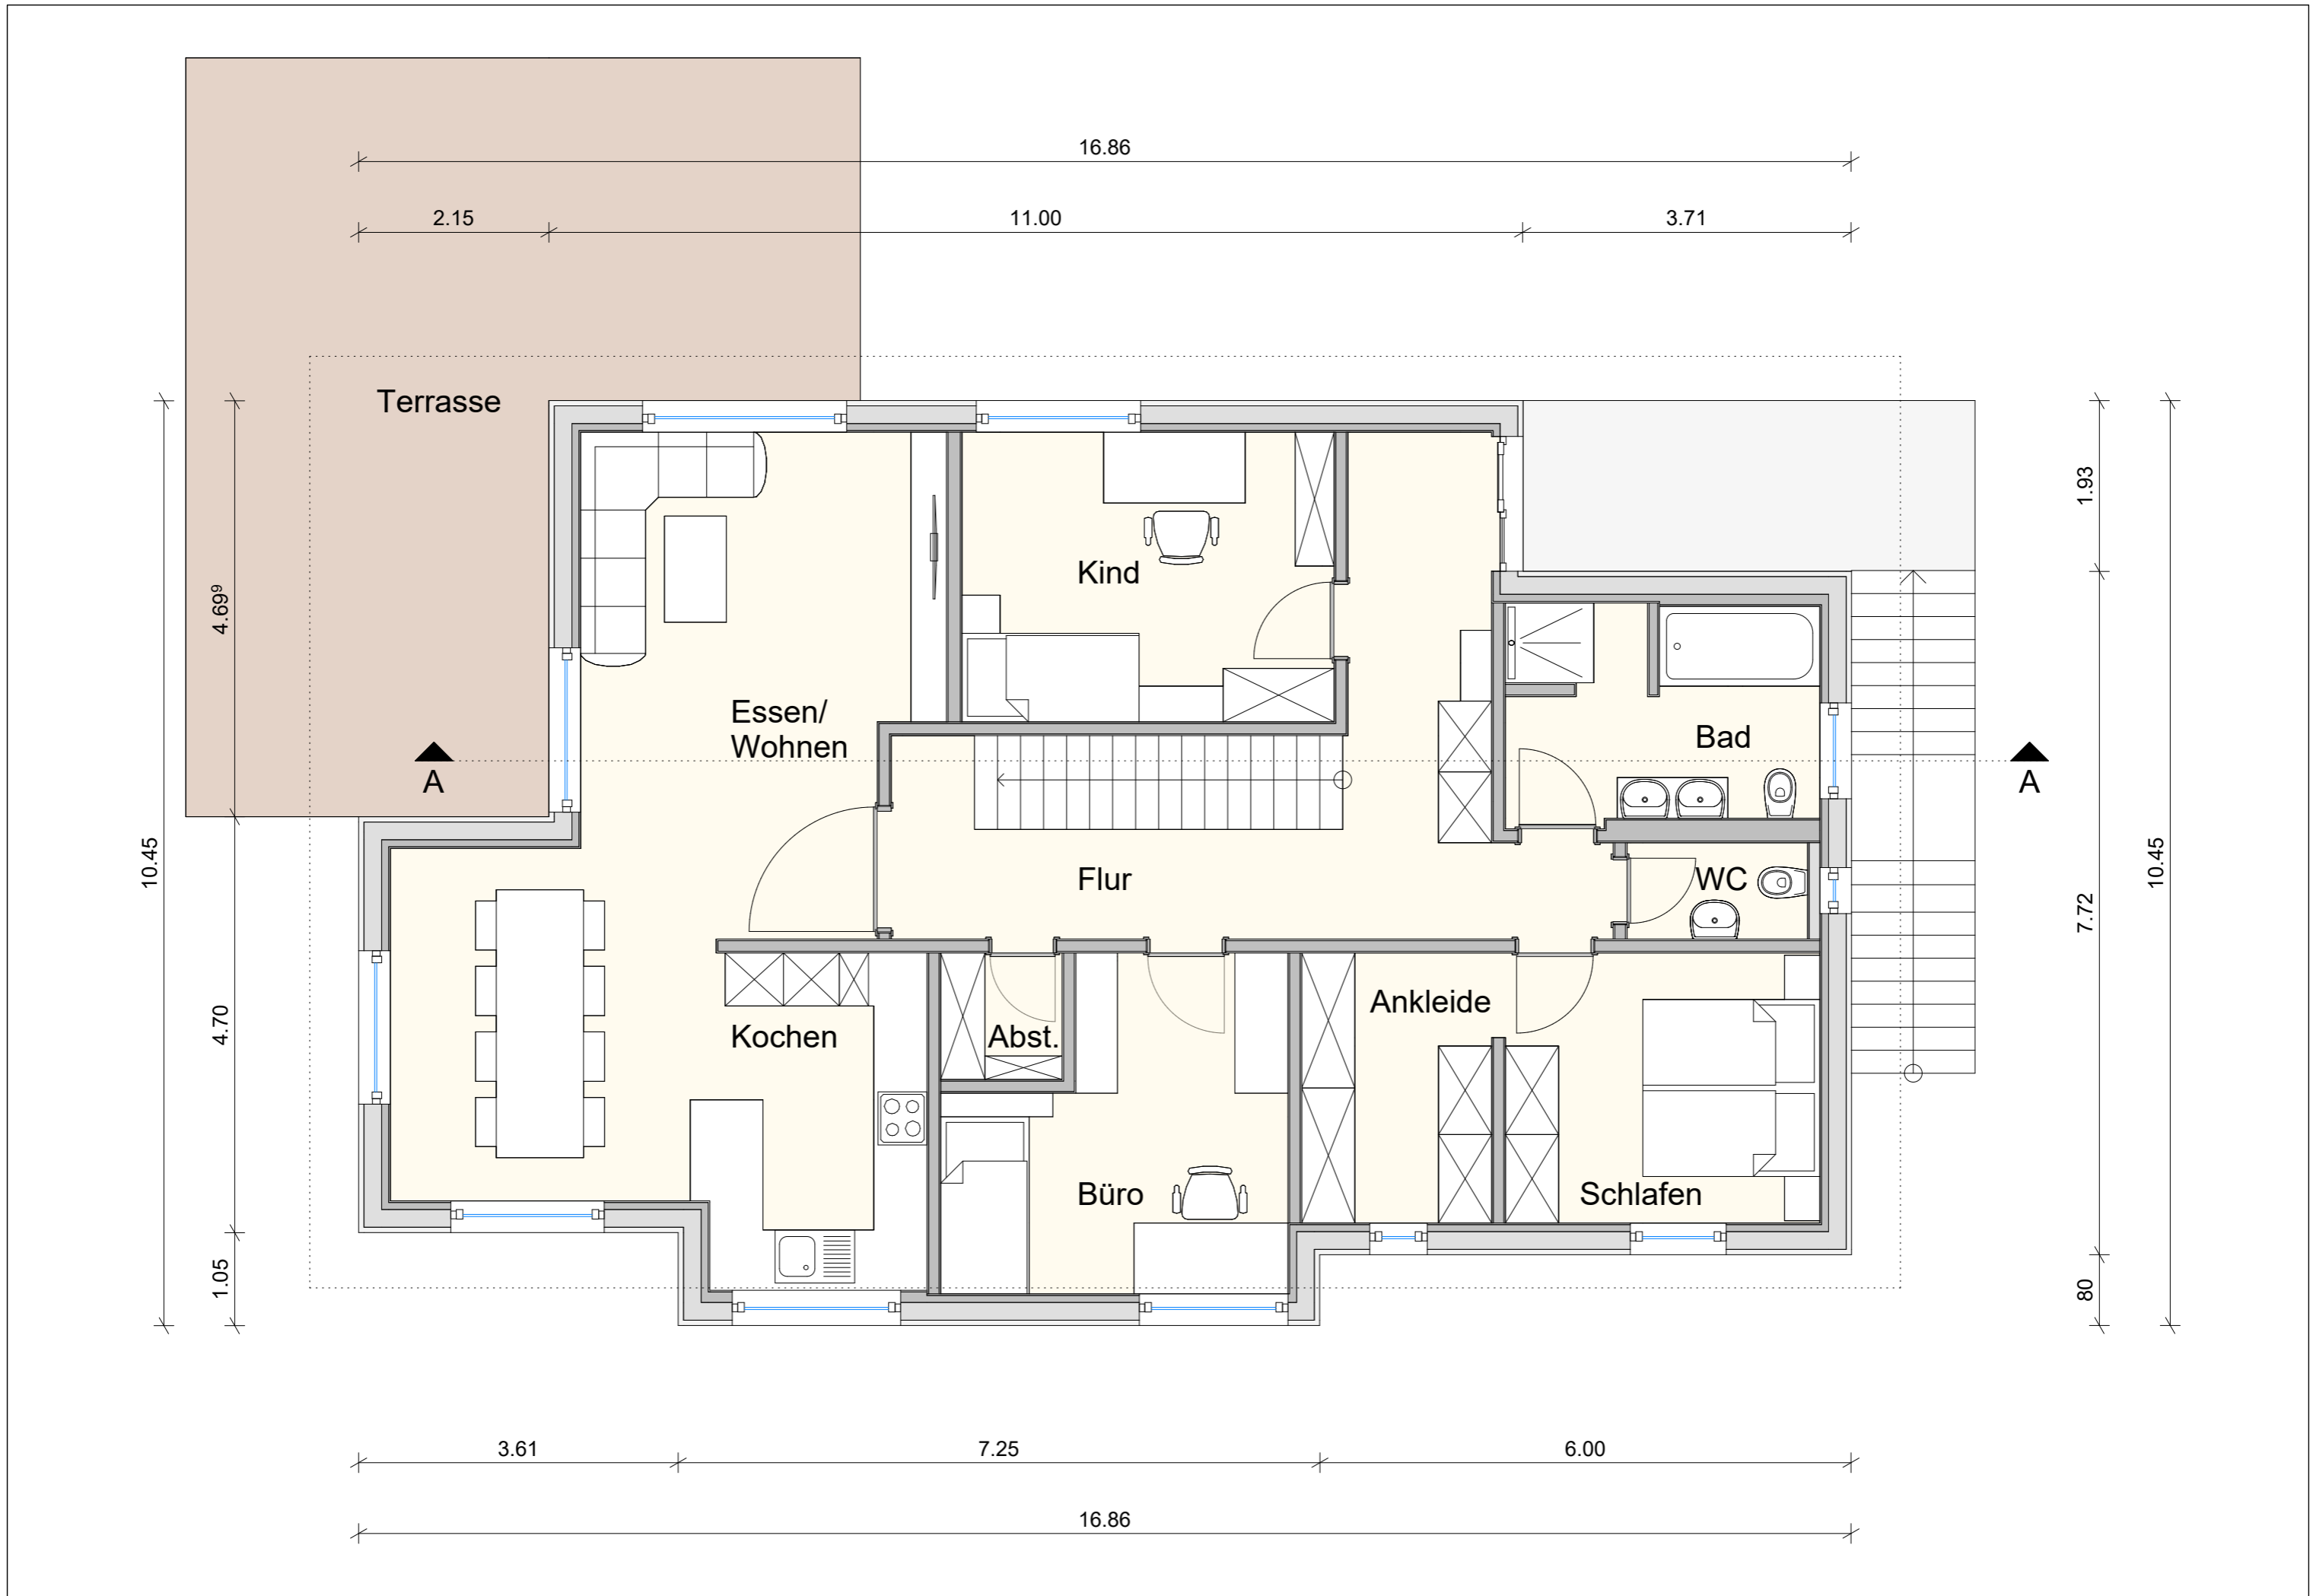 16.86
2.15
11.00
3.71
Terrasse
1.93
Kind
4.69⁹
Essen/
Wohnen
Bad
A
A
10.45
Flur
WC
10.45
7.72
Ankleide
4.70
Kochen
Abst.
Büro
Schlafen
1.05
80
3.61
7.25
6.00
16.86